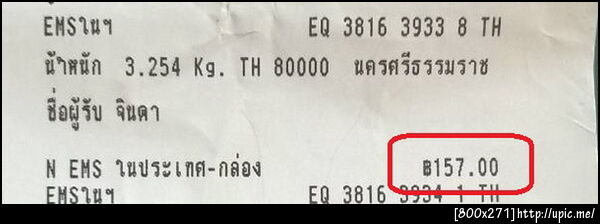 EMSในฯ EQ 3816 3933 8 TH
น้ำหนัก 3.254 Kg. TH 80000 นครศรีธรรมราช
ชื่อผู้รับ จินดา
N EMS ในประเทศ-กล่อง ฿157.00
EMSในฯ EQ 3816 3934 1 TH
[800x271]http://upic.me/